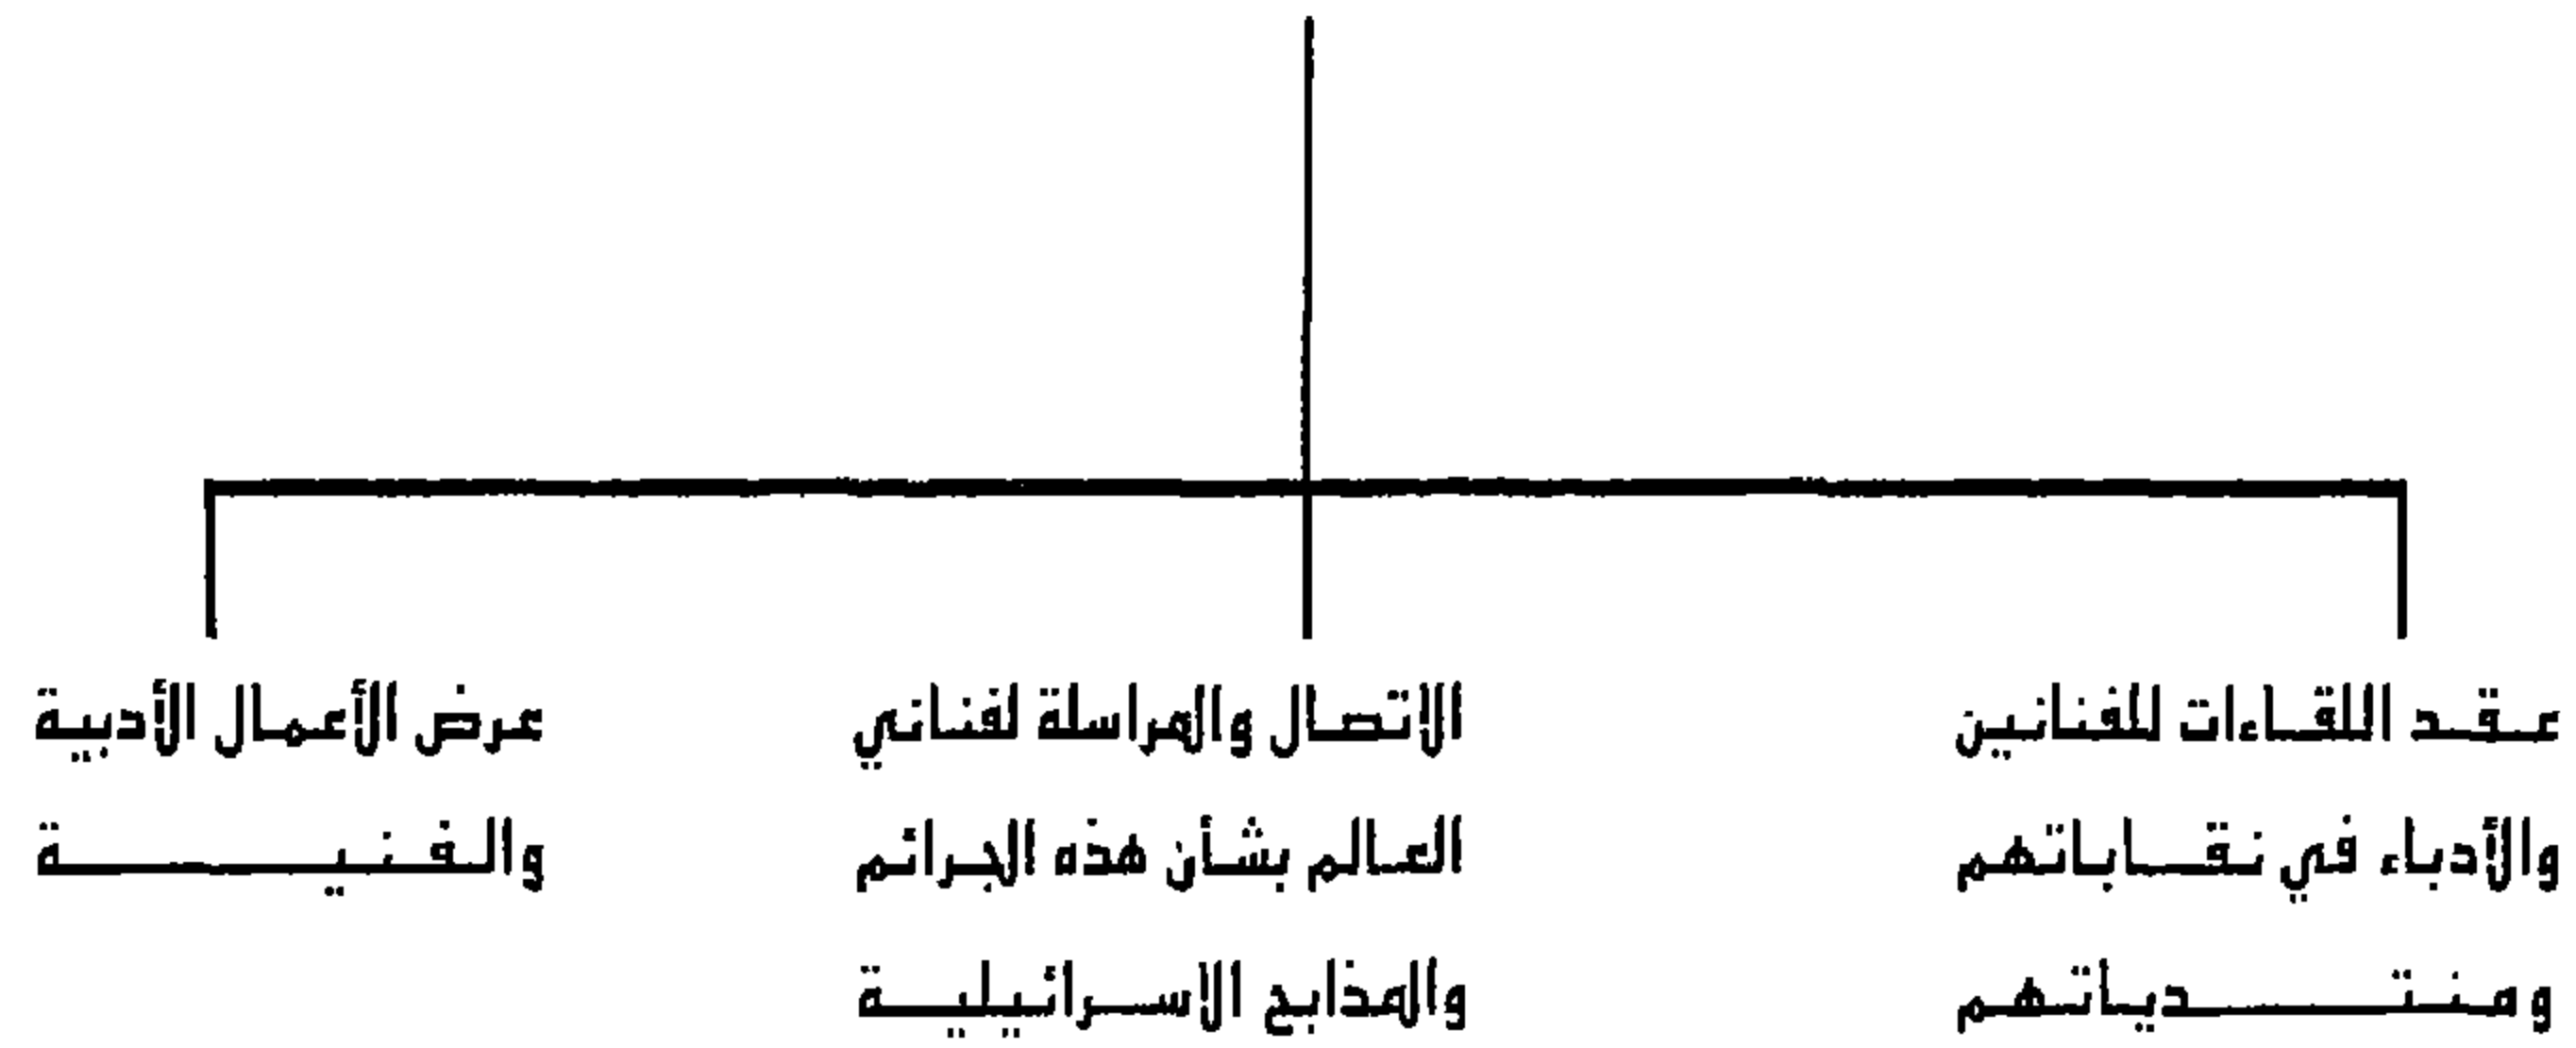 عقد اللقاءات للفنانين
والأدباء في نقاباتهم
ومنتدياتهم
الاتصال والمراسلة لفناني
العالم بشأن هذه الجرائم
والمذابح الاسرائيلية
عرض الأعمال الأدبية
والفنية